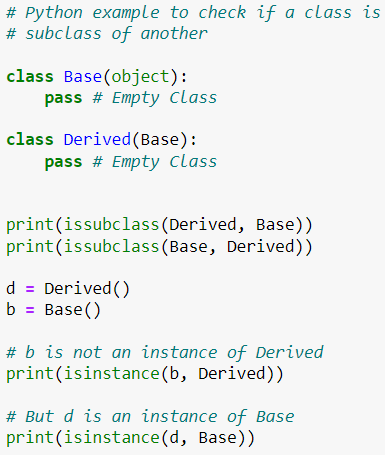 # Python example to check if a class is
# subclass of another
class Base(object):
    pass # Empty Class
class Derived(Base):
    pass # Empty Class
print(issubclass(Derived, Base))
print(issubclass(Base, Derived))
d = Derived()
b = Base()
# b is not an instance of Derived
print(isinstance(b, Derived))
# But d is an instance of Base
print(isinstance(d, Base))